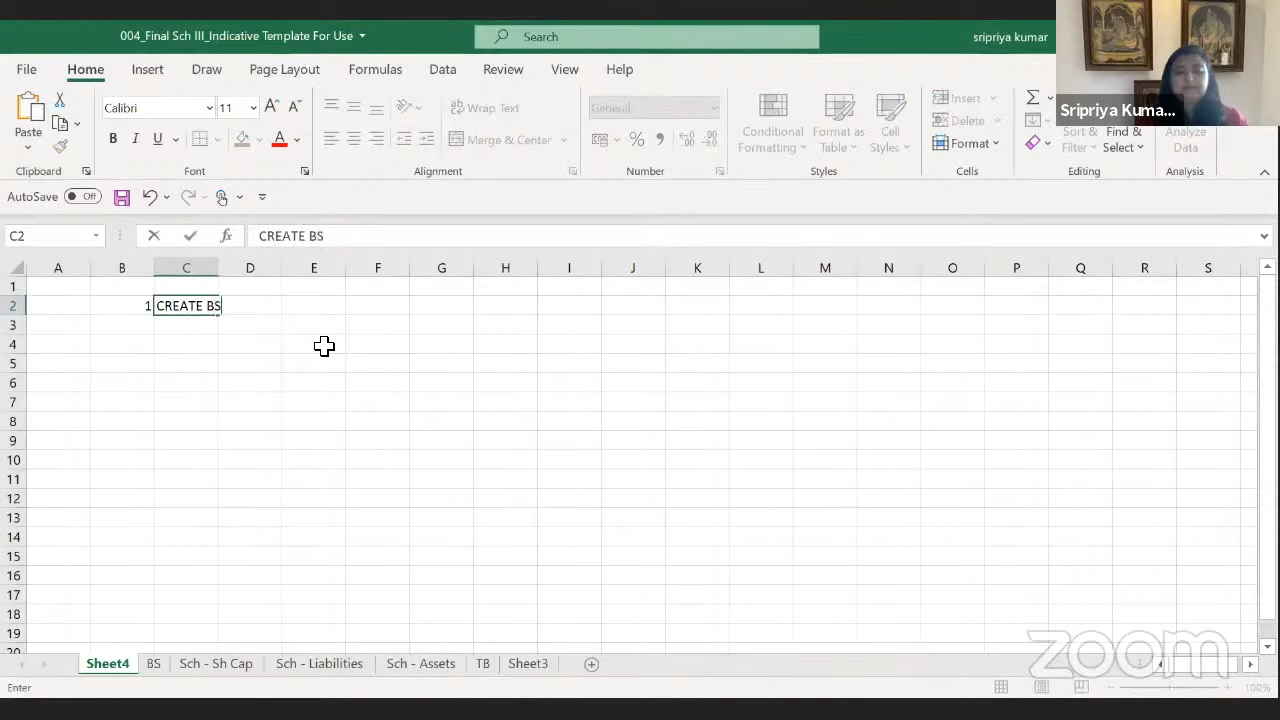 004_Final Sch III_Indicative Template For Use
Search
sripriya kumar
File Home Insert Draw Page Layout Formulas Data Review View Help
Sripriya Kuma...
Paste
Calibri 11
B I U A
Wrap Text
Merge & Center
General
%
Conditional Formatting
Format as Table
Cell Styles
Insert
Delete
Format
Sort & Filter
Find & Select
Analyze Data
Clipboard Font Alignment Number Styles Cells Editing Analysis
AutoSave Off
C2 fx CREATE BS
A B C D E F G H I J K L M N O P Q R S
1
2 1 CREATE BS
3
4
5
6
7
8
9
10
11
12
13
14
15
16
17
18
19
20
Sheet4 BS Sch - Sh Cap Sch - Liabilities Sch - Assets TB Sheet3
zoom
Enter 100%